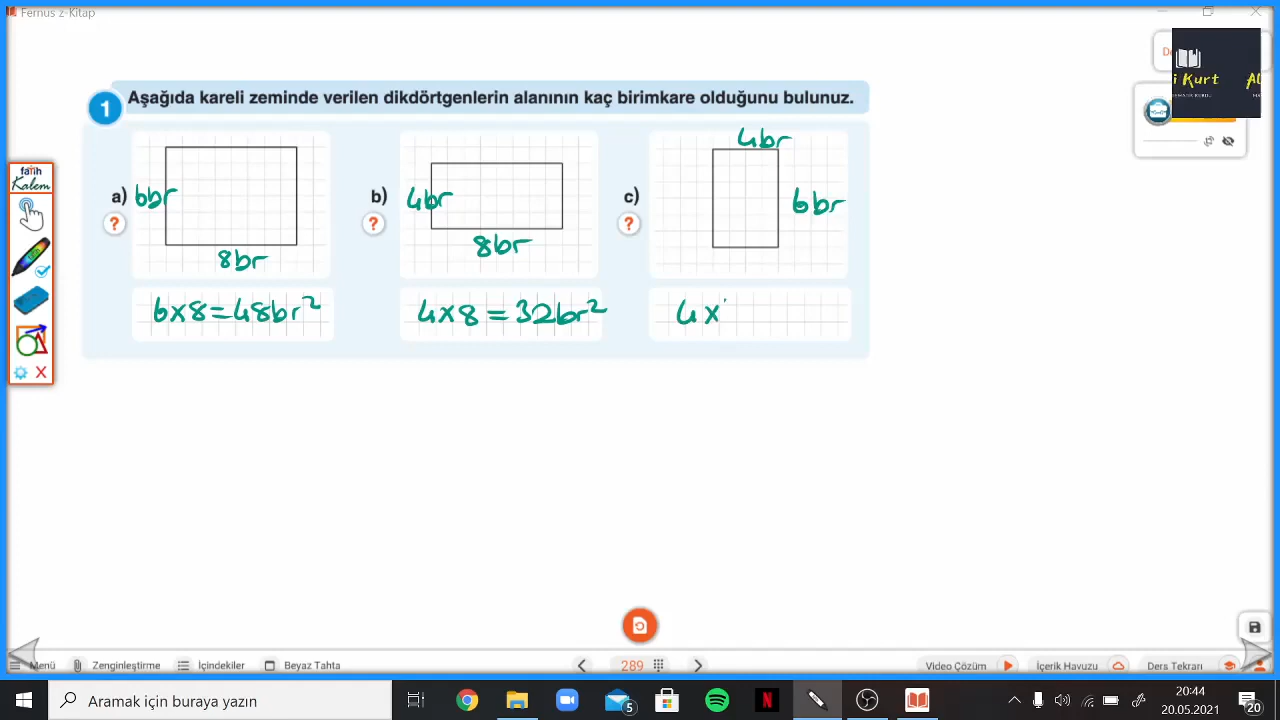 Fernus z-Kitap
i Kurt
1 Aşağıda kareli zeminde verilen dikdörtgenlerin alanının kaç birimkare olduğunu bulunuz.
fatih
Kalem
a) 6br
?
8br
6x8=48br²
b) 4br
?
8br
4x8=32br²
c) 4br
?
6br
4x
Menü Zenginleştirme İçindekiler Beyaz Tahta 289 Video Çözüm İçerik Havuzu Ders Tekrarı
Aramak için buraya yazın
5
N
20:44
20.05.2021
20